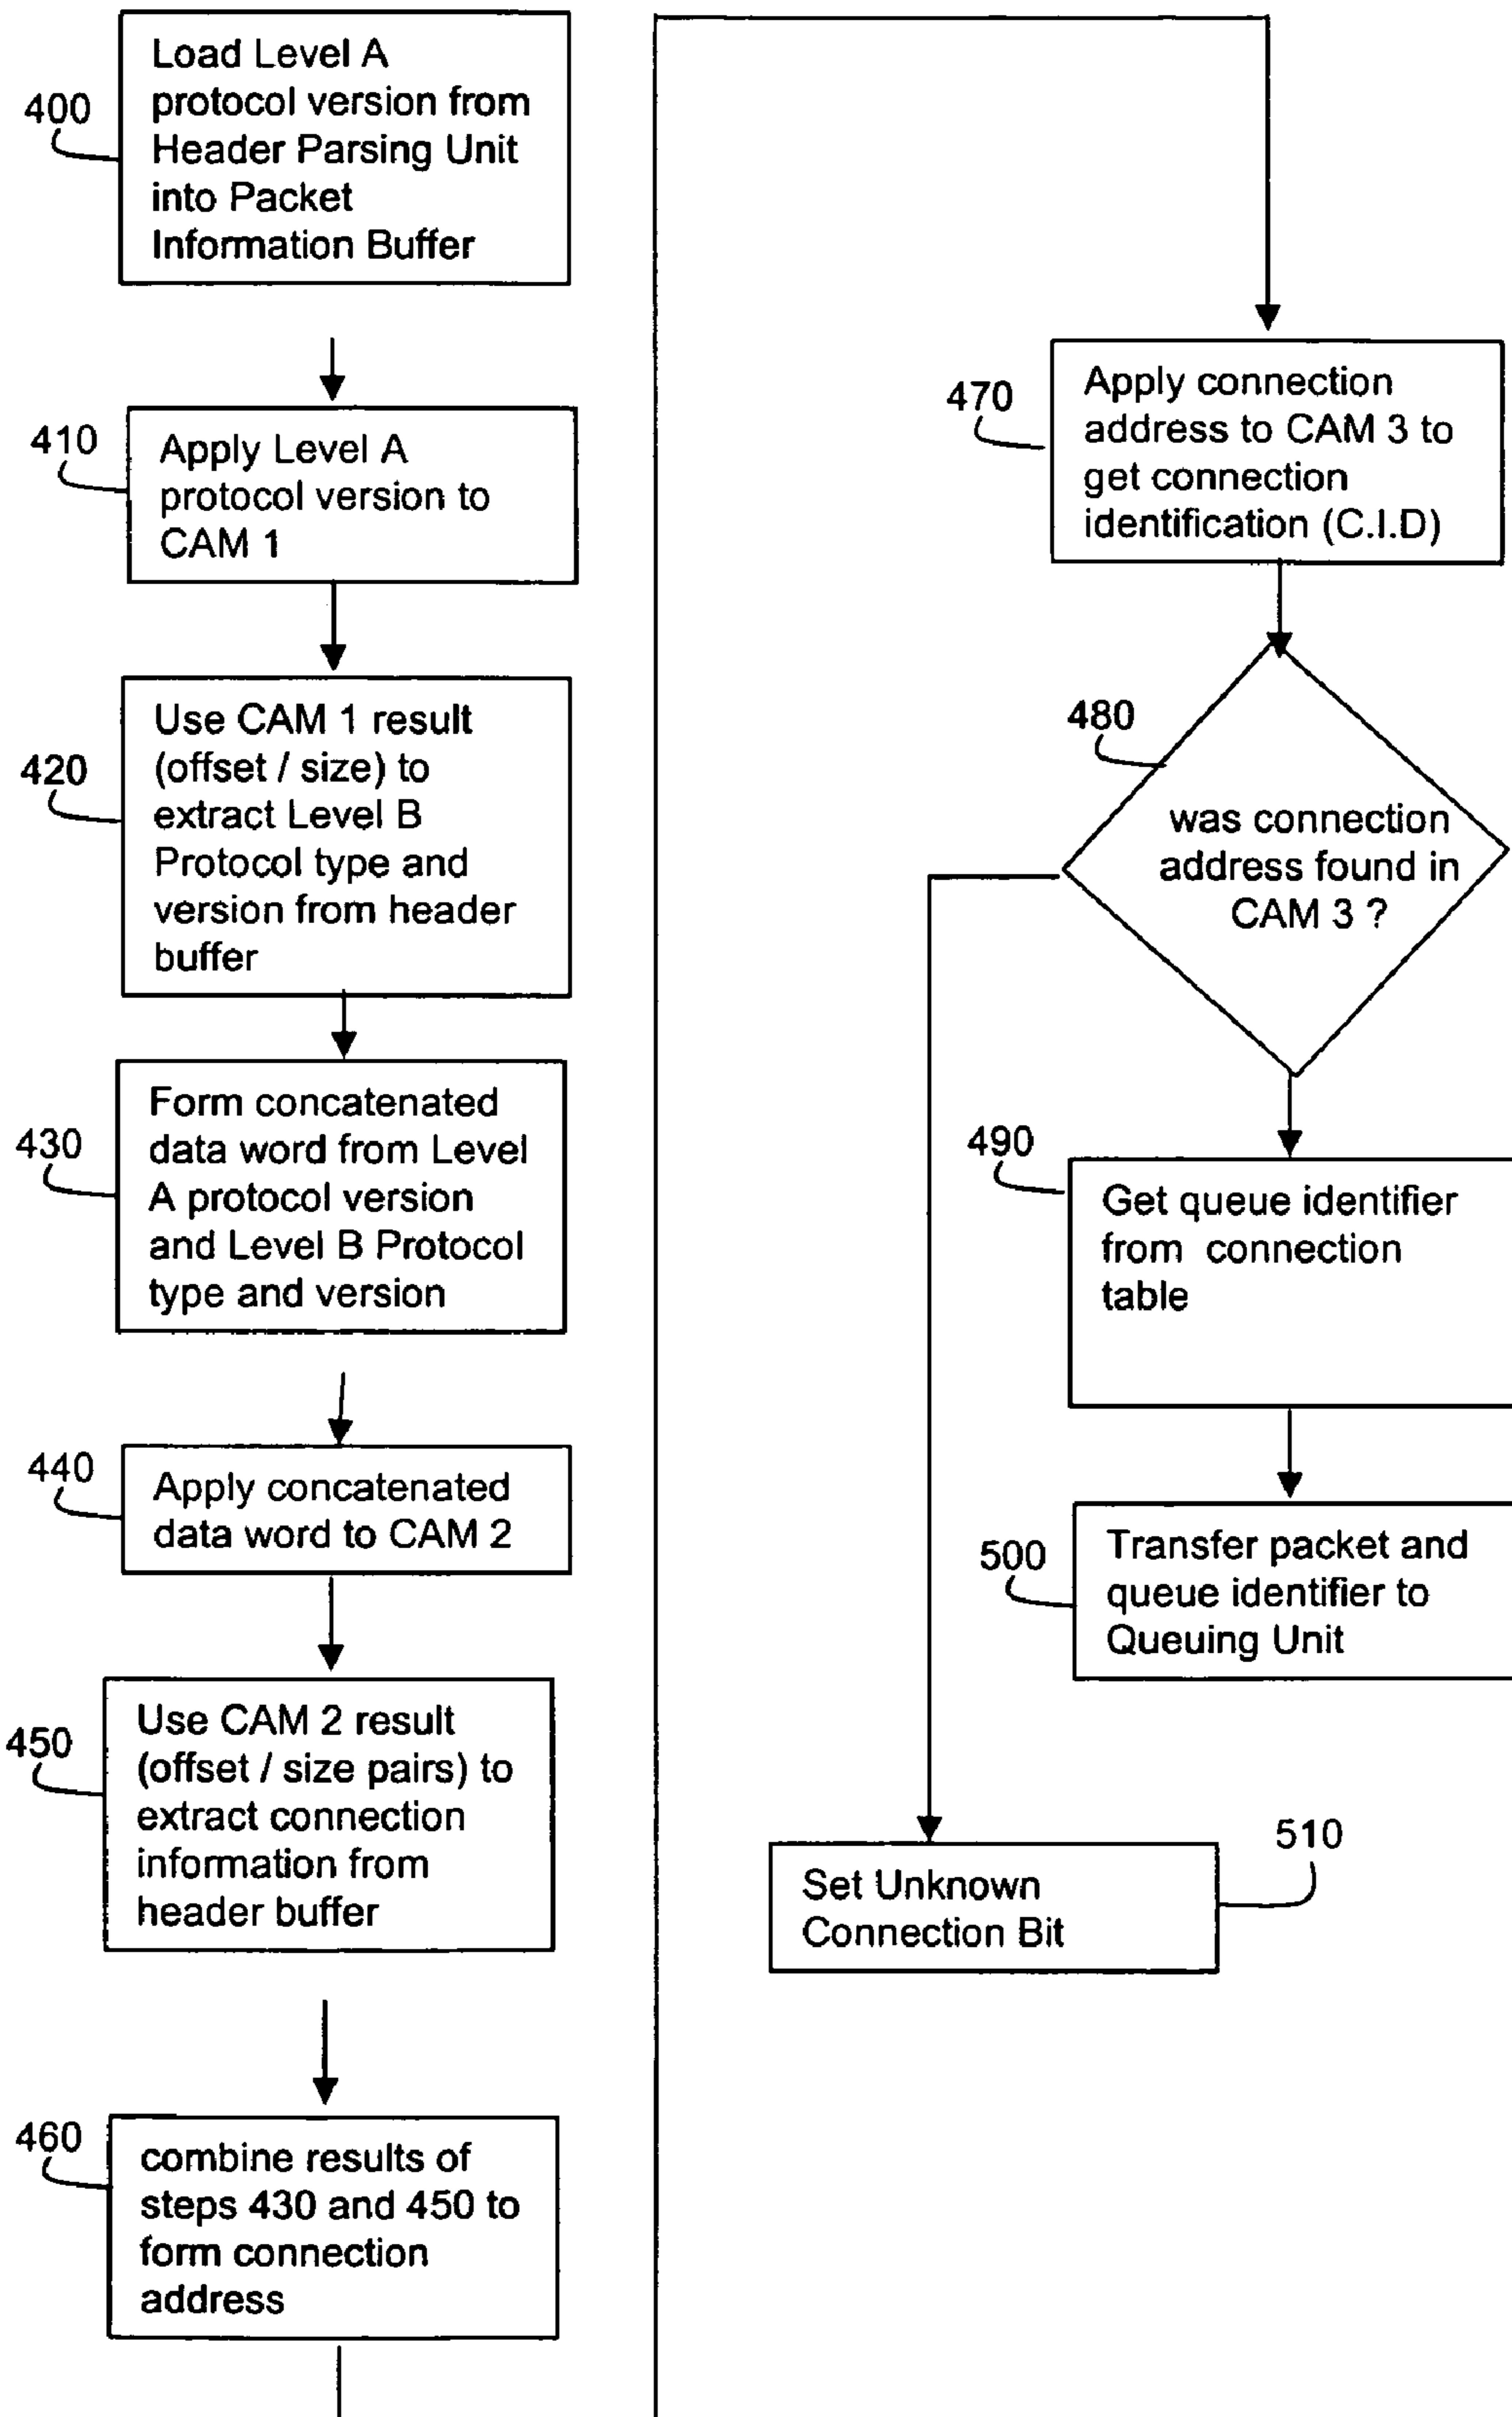 400
Load Level A
protocol version from
Header Parsing Unit
into Packet
Information Buffer
410
Apply Level A
protocol version to
CAM 1
420
Use CAM 1 result
(offset / size) to
extract Level B
Protocol type and
version from header
buffer
430
Form concatenated
data word from Level
A protocol version
and Level B Protocol
type and version
440
Apply concatenated
data word to CAM 2
450
Use CAM 2 result
(offset / size pairs) to
extract connection
information from
header buffer
460
combine results of
steps 430 and 450 to
form connection
address
470
Apply connection
address to CAM 3 to
get connection
identification (C.I.D)
480
was connection
address found in
CAM 3 ?
490
Get queue identifier
from connection
table
500
Transfer packet and
queue identifier to
Queuing Unit
510
Set Unknown
Connection Bit